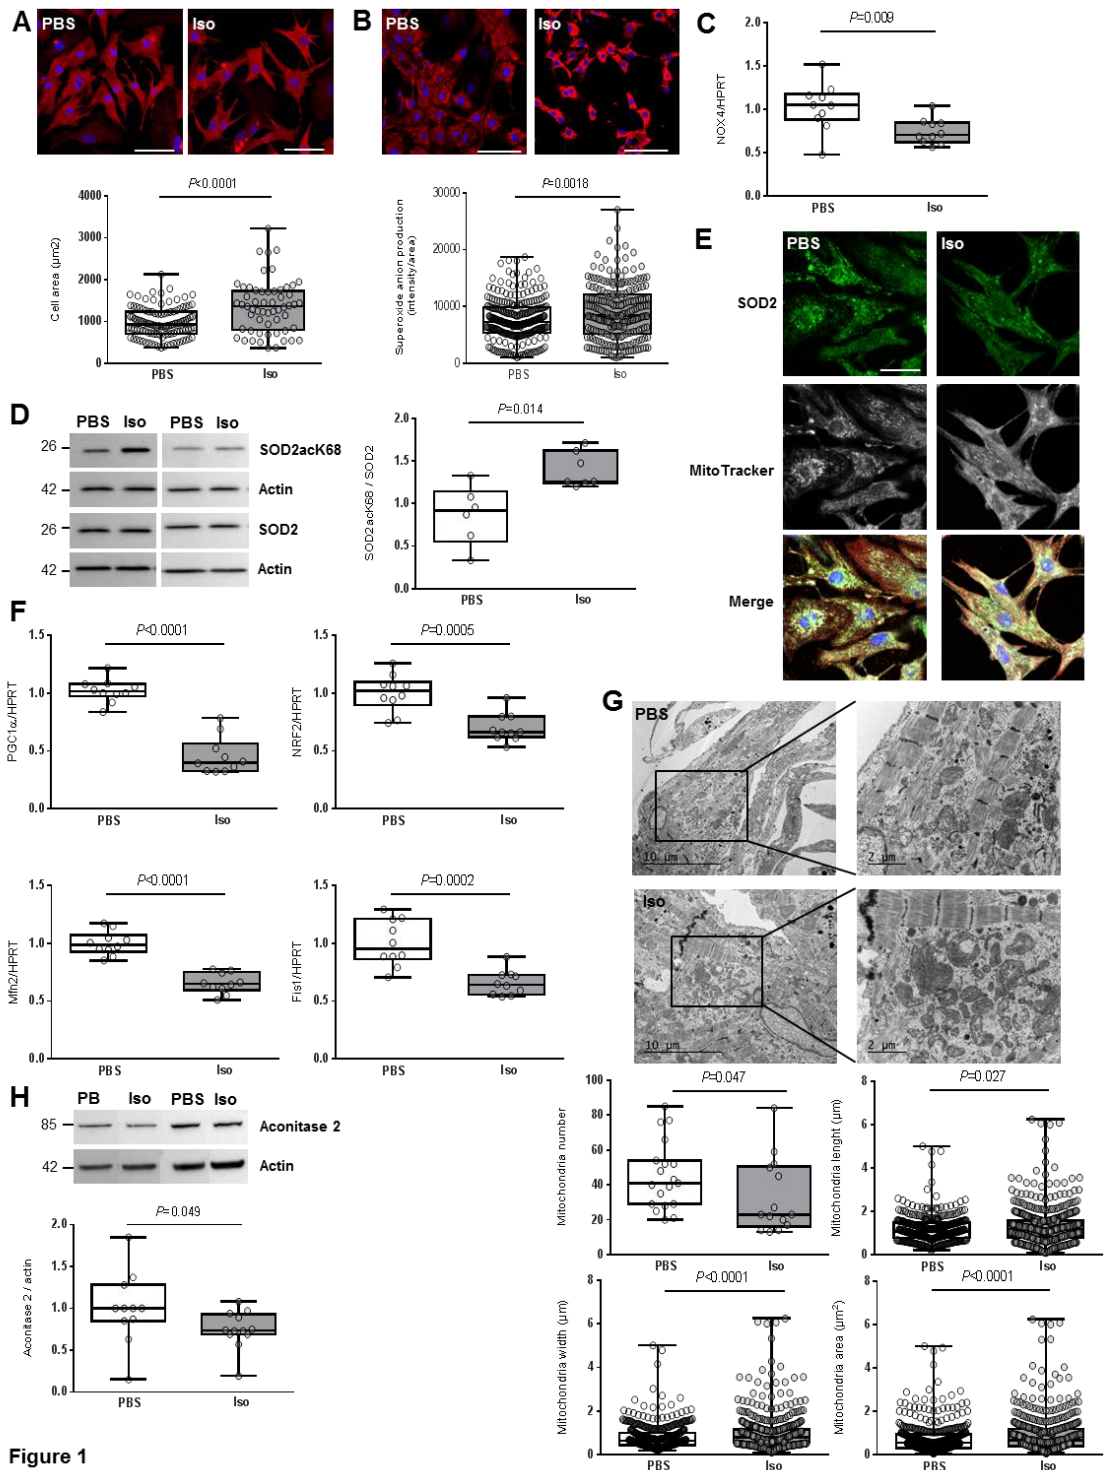 A
PBS
Iso
B
PBS
Iso
C
P=0.009
NOX4/HPRT
2.0
1.5
1.0
0.5
0.0
PBS
Iso
P<0.0001
Cell area (µm2)
4000
3000
2000
1000
0
PBS
Iso
P=0.0018
Superoxide anion production
(intensity/area)
30000
20000
10000
0
PBS
Iso
D
PBS Iso PBS Iso
26
SOD2acK68
42
Actin
26
SOD2
42
Actin
P=0.014
SOD2acK68 / SOD2
2.0
1.5
1.0
0.5
0.0
PBS
Iso
E
PBS
Iso
SOD2
MitoTracker
Merge
F
P<0.0001
PGC1α/HPRT
1.5
1.0
0.5
0.0
PBS
Iso
P=0.0005
NRF2/HPRT
1.5
1.0
0.5
0.0
PBS
Iso
P<0.0001
Mfn2/HPRT
1.5
1.0
0.5
0.0
PBS
Iso
P=0.0002
Fis1/HPRT
1.5
1.0
0.5
0.0
PBS
Iso
G
PBS
10 µm
2 µm
Iso
10 µm
2 µm
P=0.047
Mitochondria number
100
80
60
40
20
0
PBS
Iso
P=0.027
Mitochondria lenght (µm)
8
6
4
2
0
PBS
Iso
P<0.0001
Mitochondria width (µm)
8
6
4
2
0
PBS
Iso
P<0.0001
Mitochondria area (µm²)
8
6
4
2
0
PBS
Iso
H
PB Iso PBS Iso
85
Aconitase 2
42
Actin
P=0.049
Aconitase 2 / actin
2.0
1.5
1.0
0.5
0.0
PBS
Iso
Figure 1